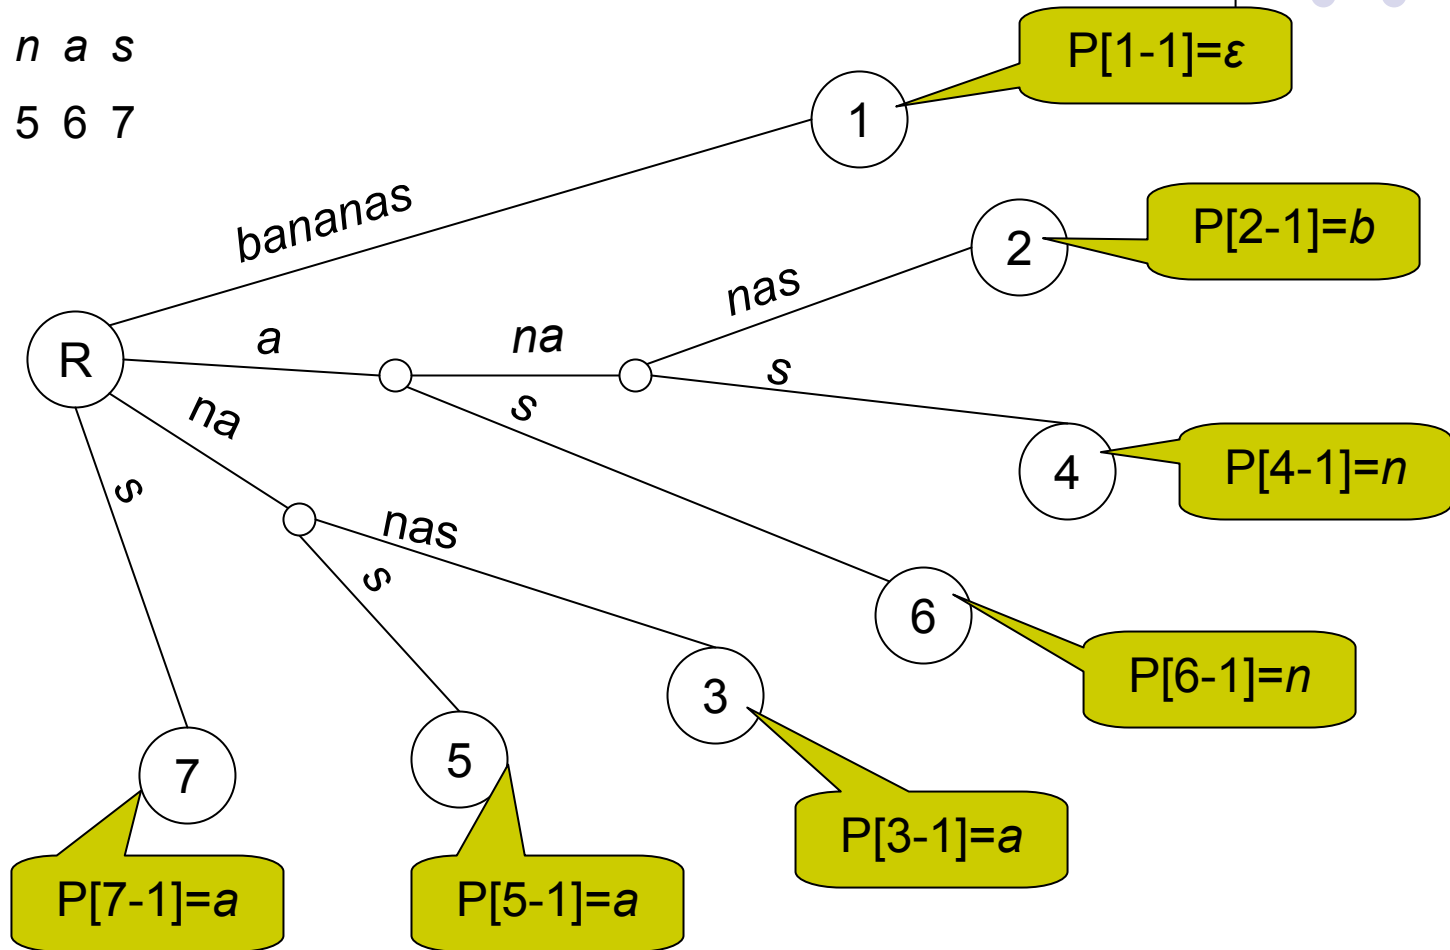 n a s
5 6 7
P[1-1]=ε
1
bananas
P[2-1]=b
2
nas
R
a
na
s
4
P[4-1]=n
na
s
6
P[6-1]=n
s
nas
s
3
P[3-1]=a
7
5
P[7-1]=a
P[5-1]=a